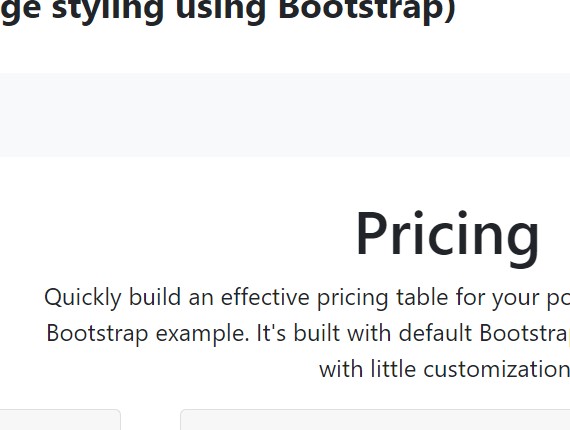 ge styling using Bootstrap)
Pricing
Quickly build an effective pricing table for your po
Bootstrap example. It's built with default Bootstra
with little customization